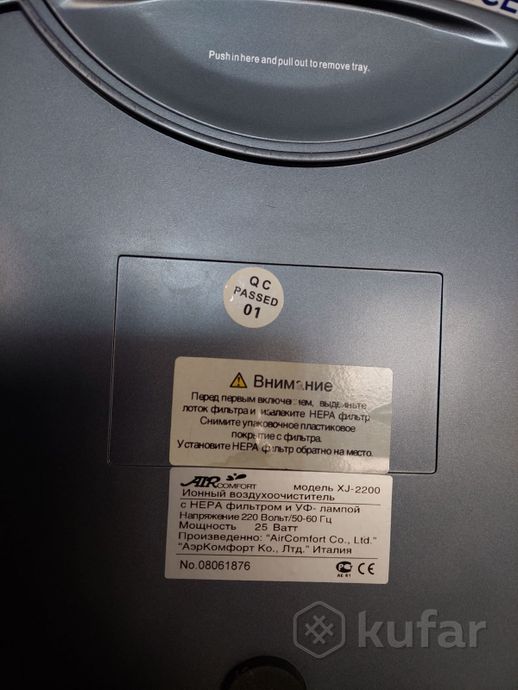 CE
Push in here and pull out to remove tray.
QC
PASSED
01
Внимание
Перед первым включением, выдвиньте
лоток фильтра и извлеките HEPA фильтр
Снимите упаковочное пластиковое
покрытие с фильтра.
Установите HEPA фильтр обратно на место.
AIR COMFORT модель XJ-2200
Ионный воздухоочиститель
с HEPA фильтром и УФ- лампой
Напряжение 220 Вольт/50-60 Гц
Мощность 25 Ватт
Произведено: "AirComfort Co., Ltd."
"АэрКомфорт Ко., Лтд." Италия
No.08061876
АЕ 81
kufar